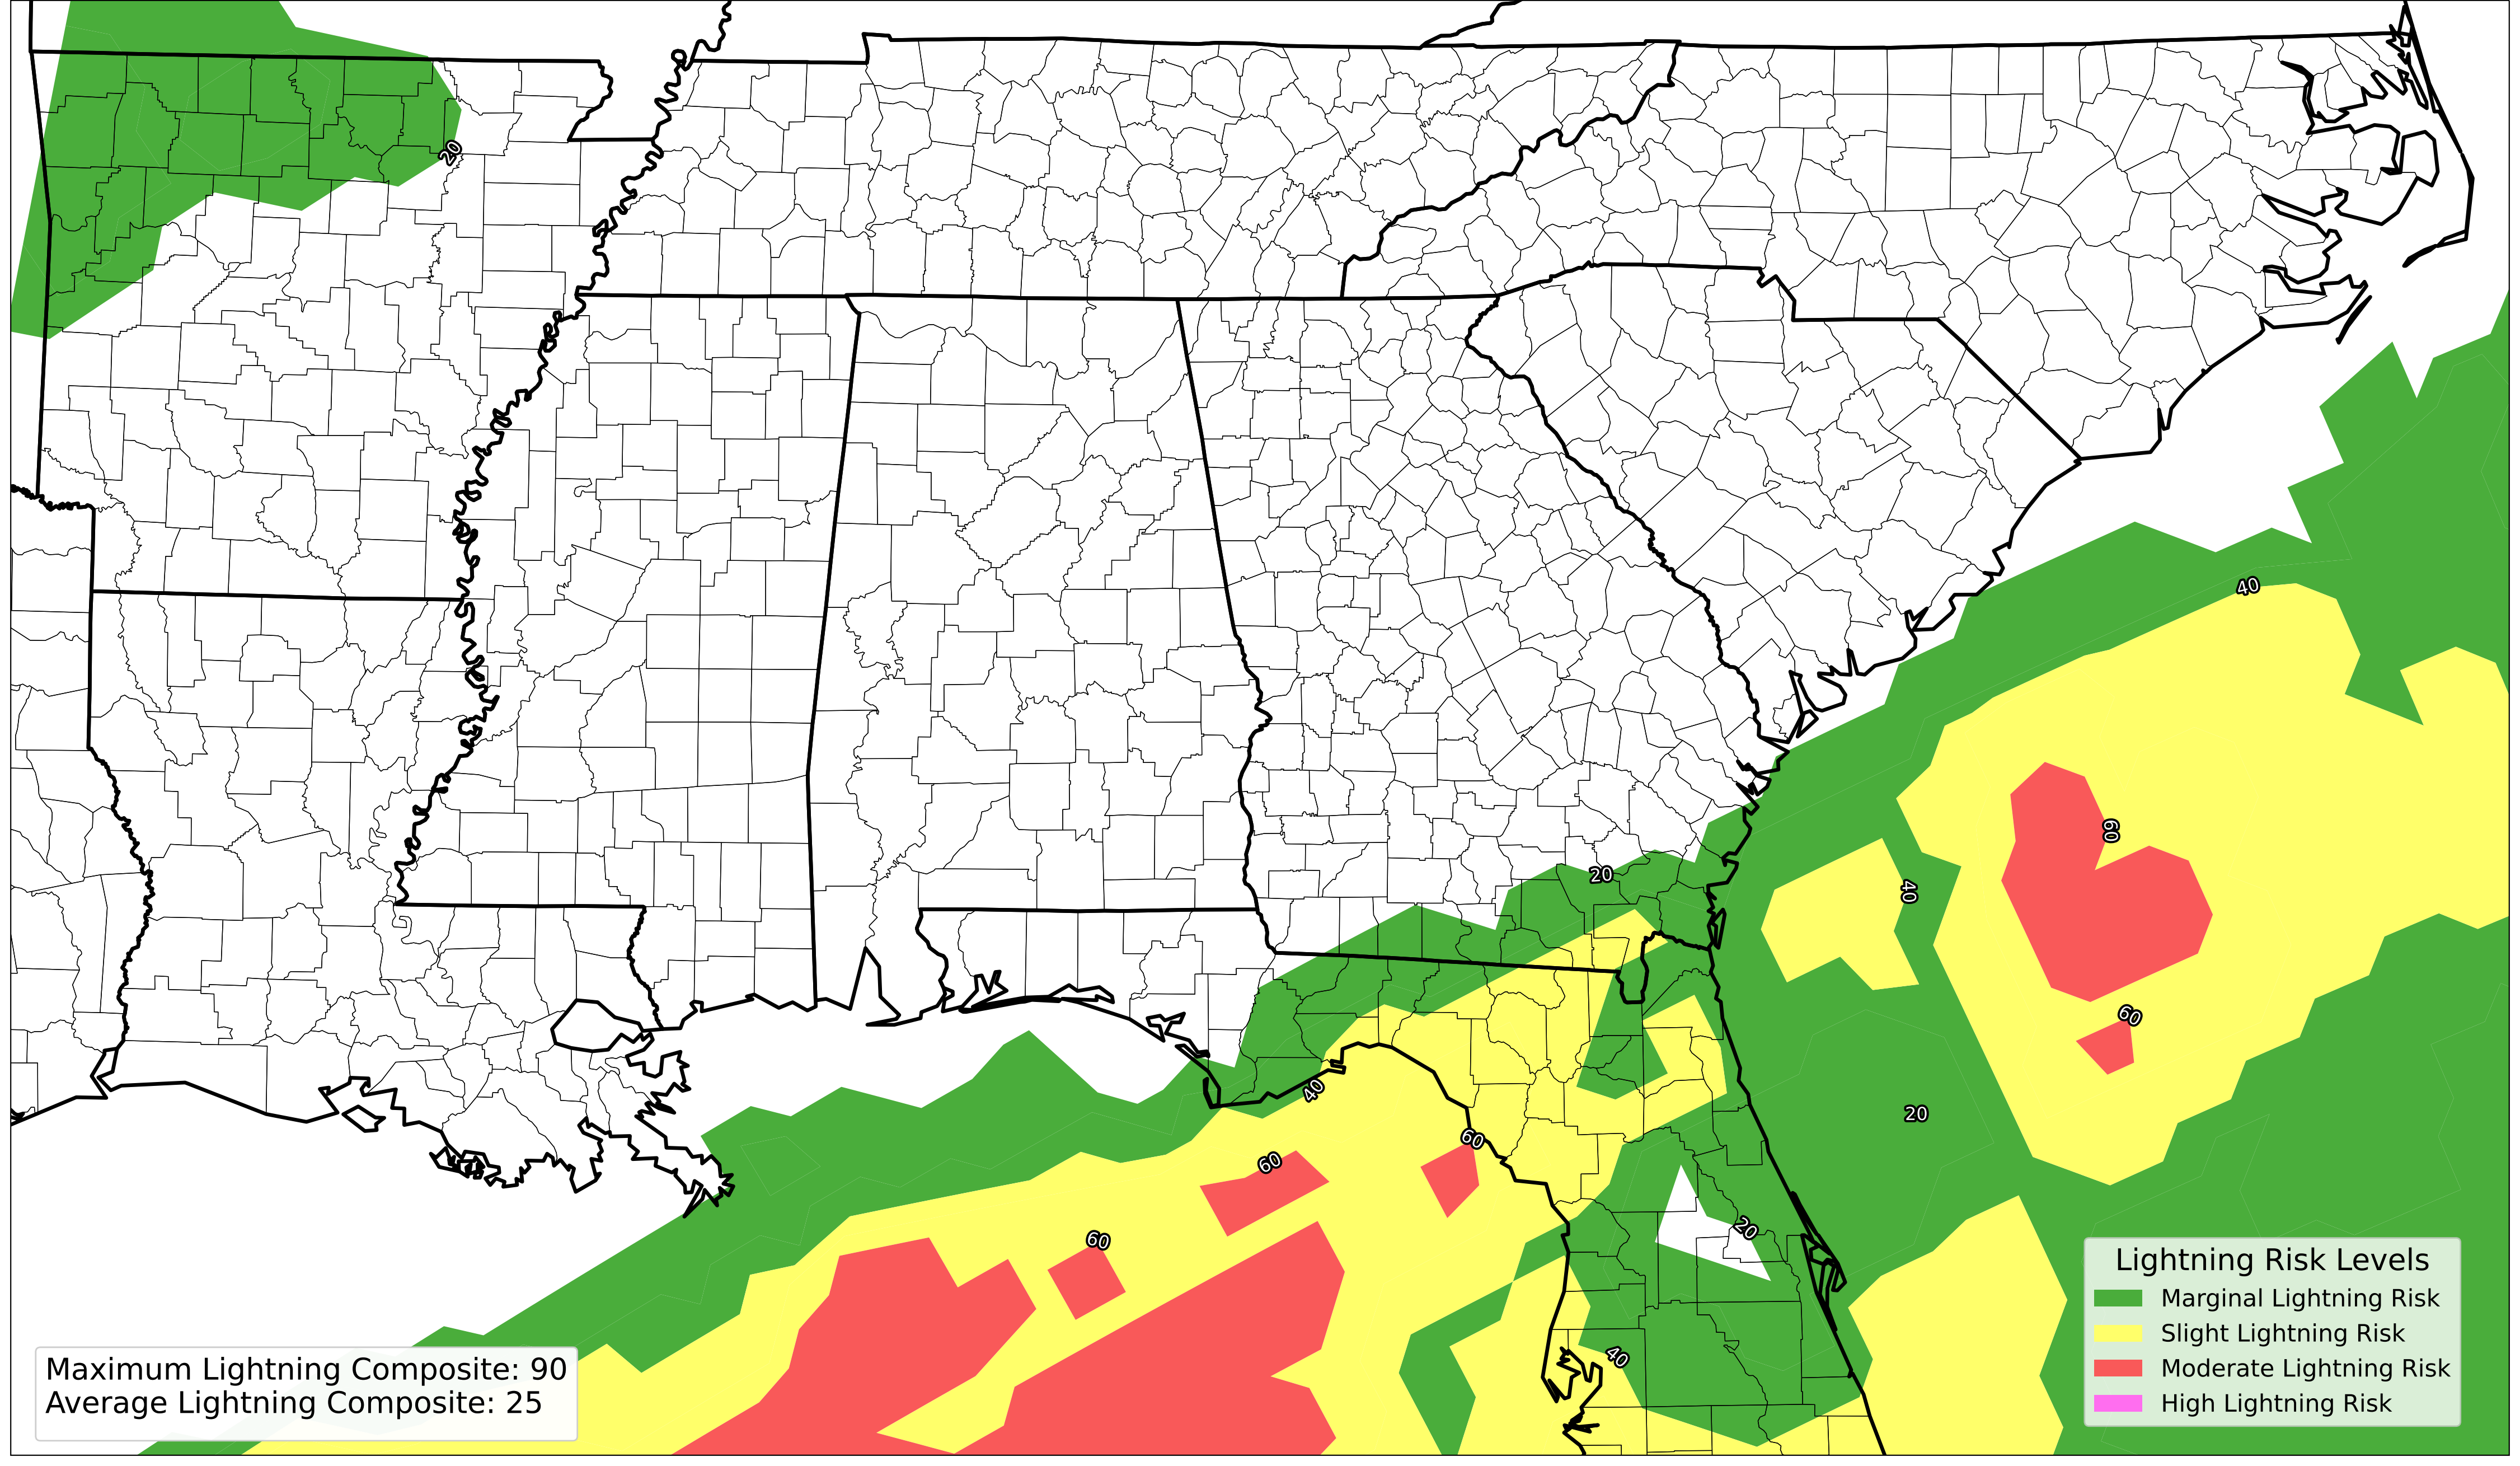 20
40
60
40
20
60
20
40
60
60
20
60
40
Lightning Risk Levels
Marginal Lightning Risk
Slight Lightning Risk
Moderate Lightning Risk
High Lightning Risk
Maximum Lightning Composite: 90
Average Lightning Composite: 25